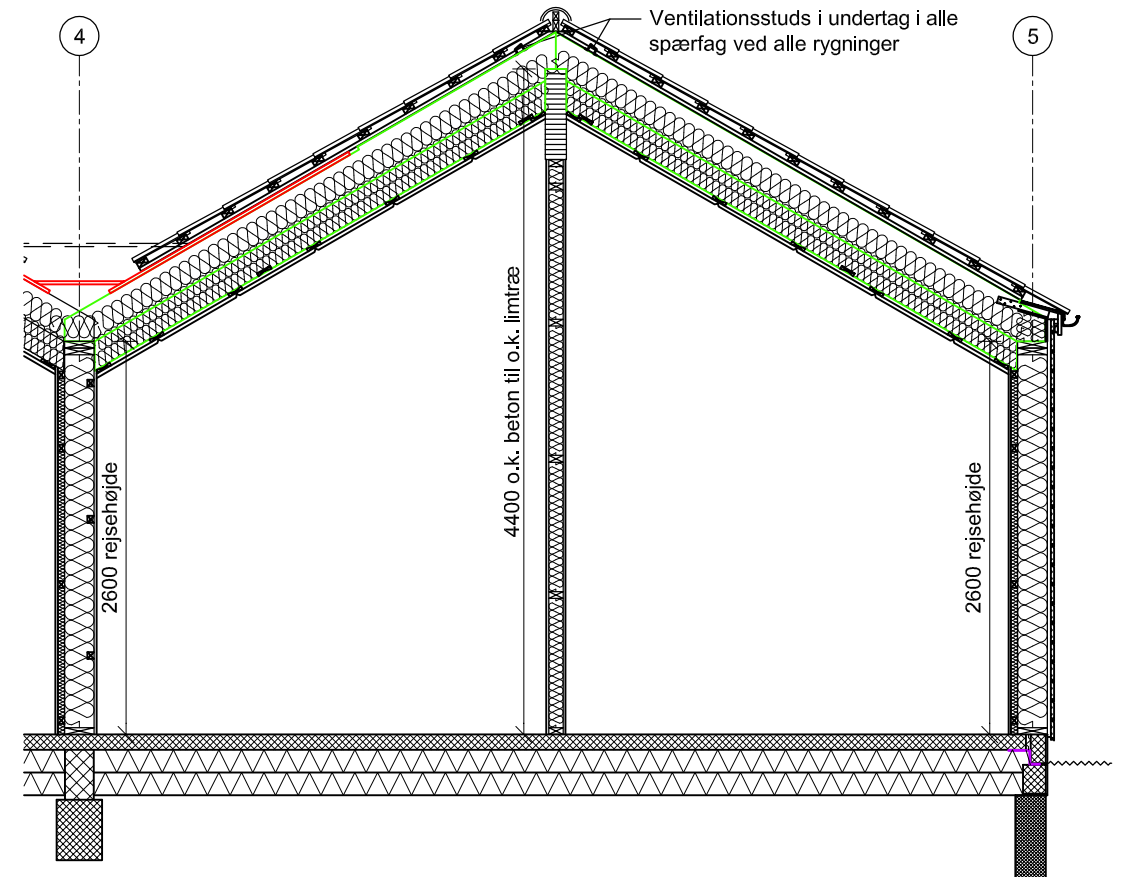 4
Ventilationsstuds i undertag i alle
spærfag ved alle rygninger
5
2600 rejsehøjde
4400 o.k. beton til o.k. limtræ
2600 rejsehøjde